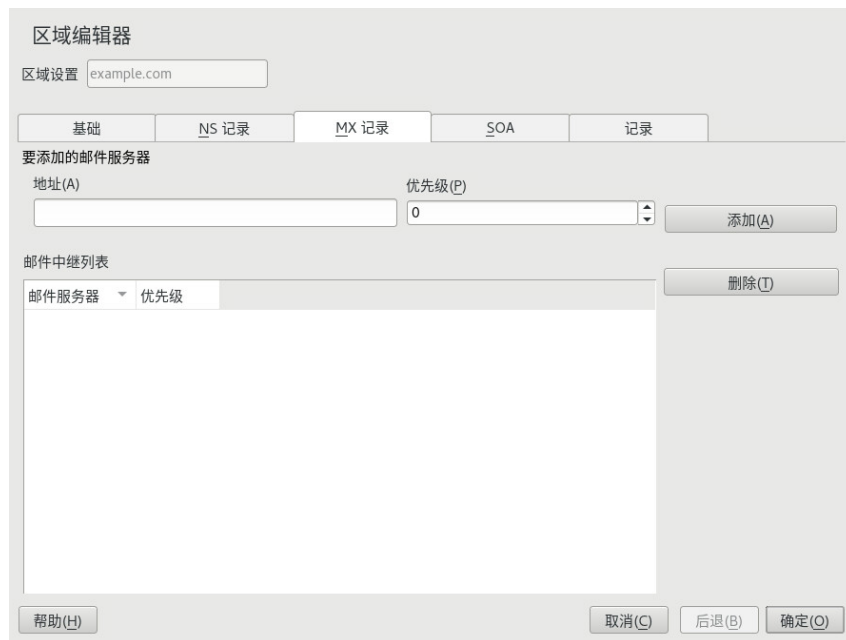 区域编辑器
区域设置 example.com
基础 NS 记录 MX 记录 SOA 记录
要添加的邮件服务器
地址(A) 优先级(P)
0 添加(A)
邮件中继列表
删除(T)
邮件服务器 优先级
帮助(H) 取消(C) 后退(B) 确定(O)